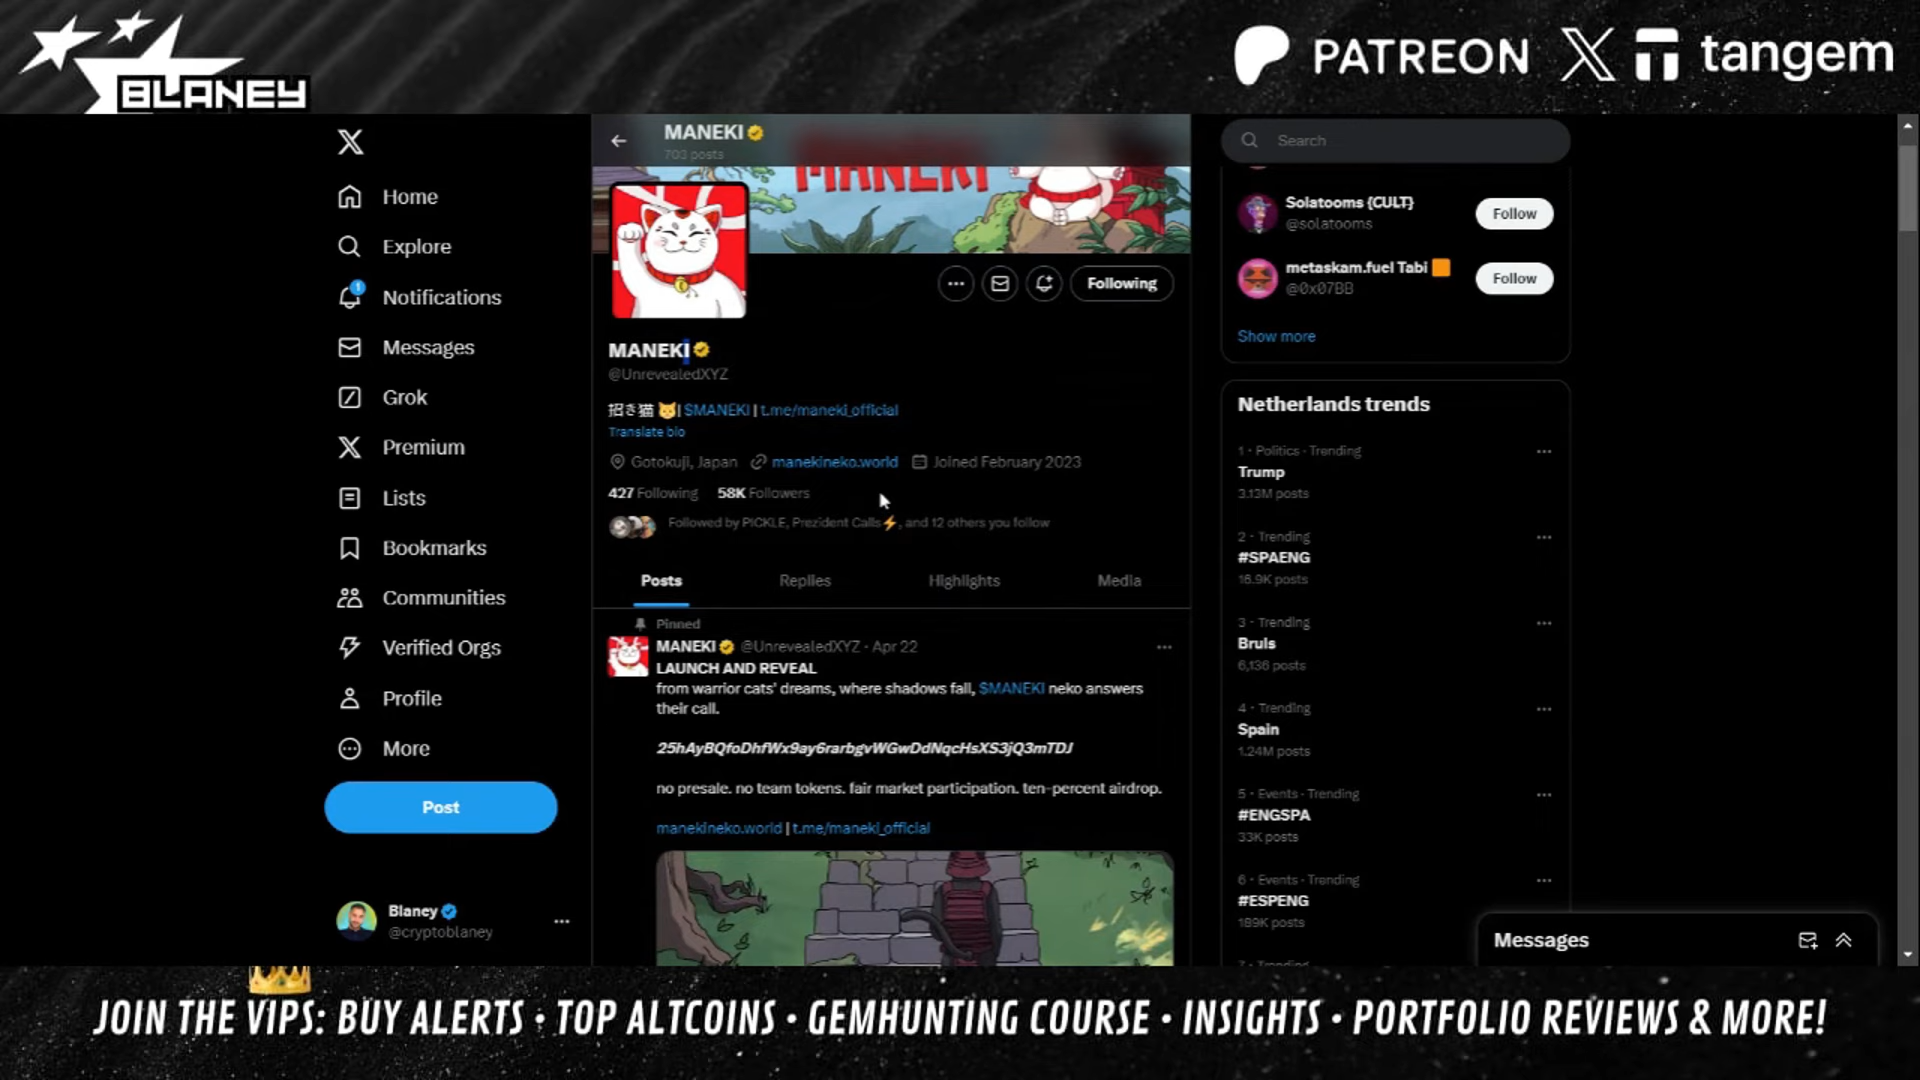 BLANEY
PATREON
tangem
Home
Explore
1
Notifications
Messages
Grok
Premium
Lists
Bookmarks
Communities
Verified Orgs
Profile
More
Post
Blaney
@cryptoblaney
MANEKI
703 posts
MANEKI
Following
MANEKI
@UnrevealedXYZ
招き猫 🐱| $MANEKI | t.me/maneki_official
Translate bio
Gotokuji, Japan manekineko.world Joined February 2023
427 Following 58K Followers
Followed by PICKLE, Prezident Calls⚡, and 12 others you follow
Posts Replies Highlights Media
Pinned
MANEKI @UnrevealedXYZ · Apr 22
LAUNCH AND REVEAL
from warrior cats' dreams, where shadows fall, $MANEKI neko answers
their call.
25hAyBQfoDhfWx9ay6rarbgvWGwDdNqcHsXS3jQ3mTDJ
no presale. no team tokens. fair market participation. ten-percent airdrop.
manekineko.world | t.me/maneki_official
Search
Solatooms {CULT}
@solatooms
Follow
metaskam.fuel Tabi 🟧
@0x07BB
Follow
Show more
Netherlands trends
1 · Politics · Trending
Trump
3.13M posts
2 · Trending
#SPAENG
16.9K posts
3 · Trending
Bruls
6,136 posts
4 · Trending
Spain
1.24M posts
5 · Events · Trending
#ENGSPA
33K posts
6 · Events · Trending
#ESPENG
189K posts
Messages
JOIN THE VIPS: BUY ALERTS • TOP ALTCOINS • GEMHUNTING COURSE • INSIGHTS • PORTFOLIO REVIEWS & MORE!